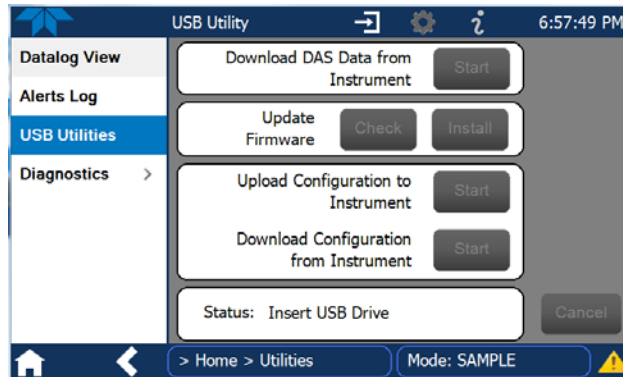 USB Utility
6:57:49 PM
Datalog View
Alerts Log
USB Utilities
Diagnostics >
Download DAS Data from
Instrument
Start
Update
Firmware
Check
Install
Upload Configuration to
Instrument
Start
Download Configuration
from Instrument
Start
Status: Insert USB Drive
Cancel
> Home > Utilities
Mode: SAMPLE